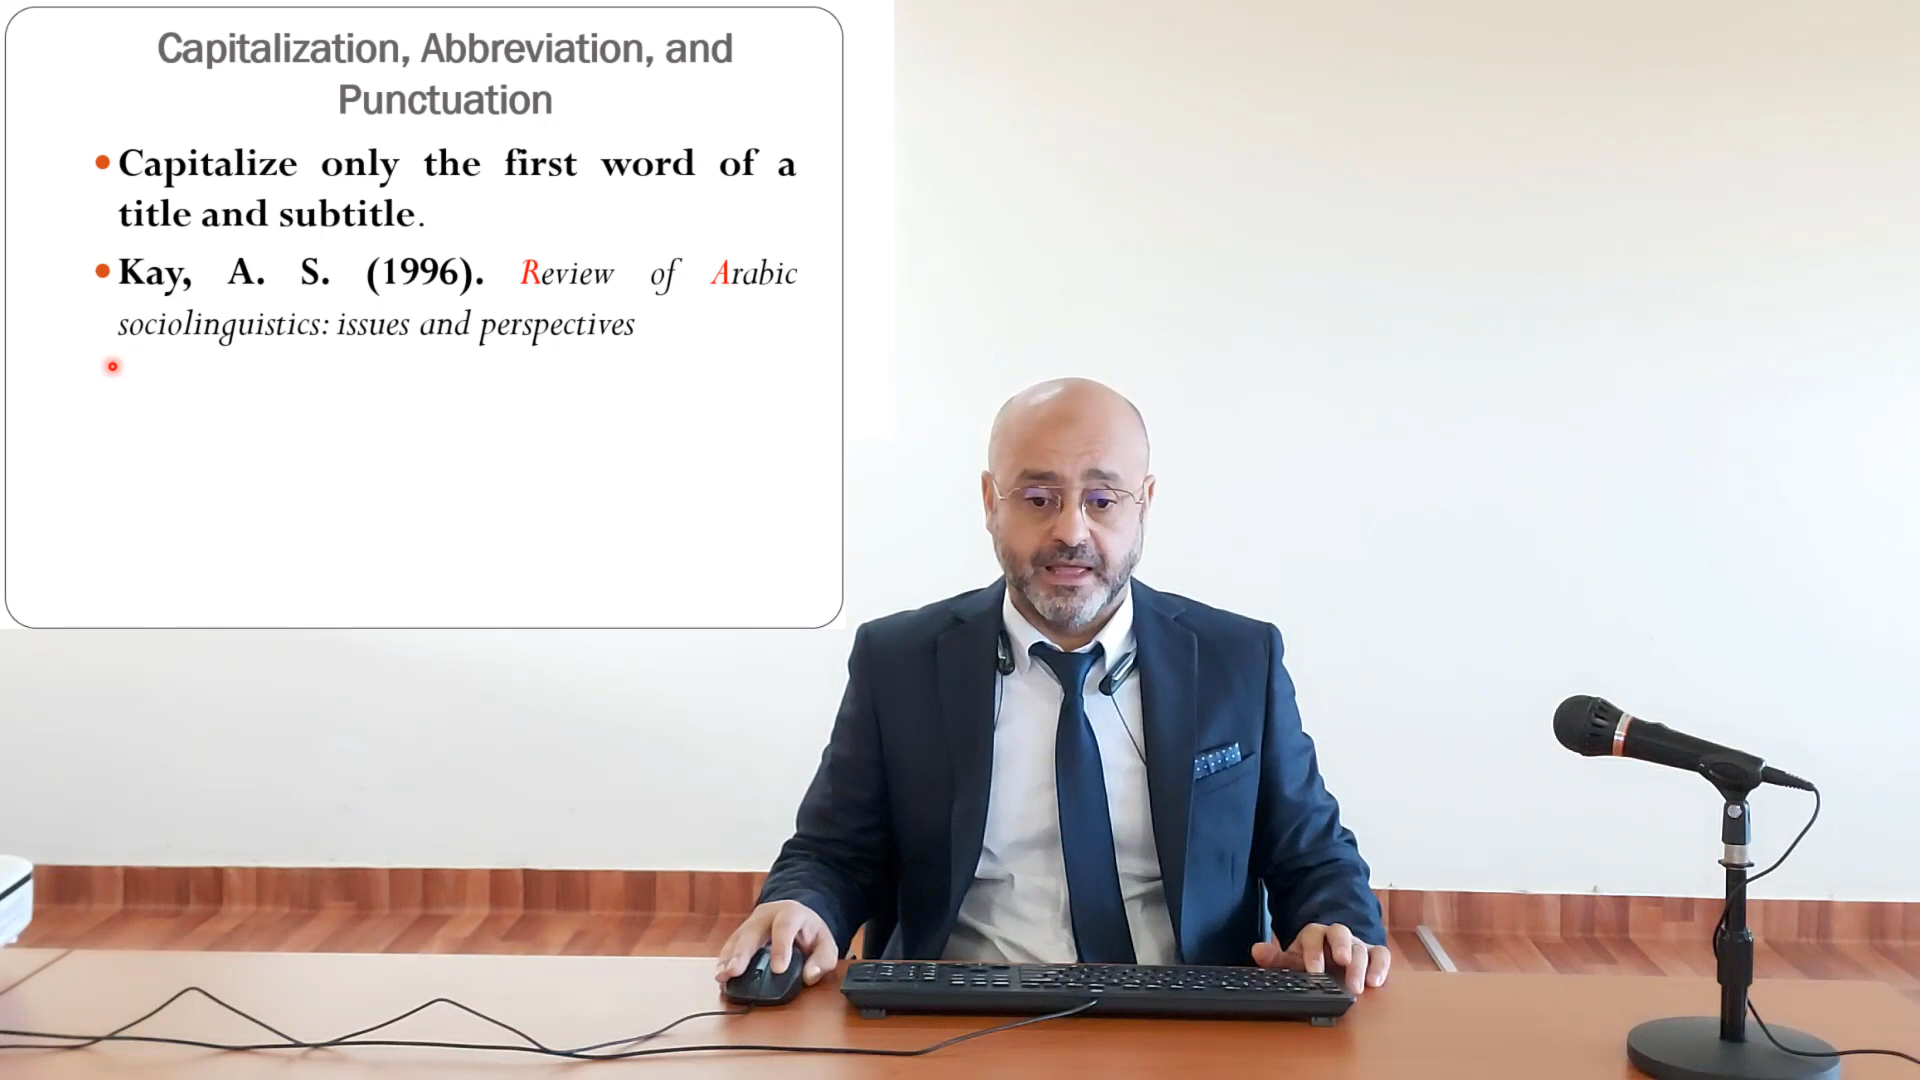 Capitalization, Abbreviation, and
Punctuation
• Capitalize only the first word of a
title and subtitle.
• Kay, A. S. (1996). Review of Arabic
sociolinguistics: issues and perspectives